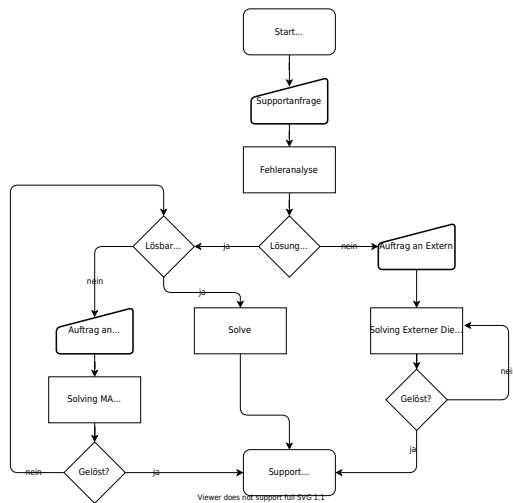 Start...
Supportanfrage
Fehleranalyse
Lösbar...
ja
Lösung...
nein
Auftrag an Extern
nein
ja
Auftrag an...
Solve
Solving Externer Die...
nei
Solving MA...
Gelöst?
ja
nein
Gelöst?
ja
Support...
Viewer does not support full SVG 1.1